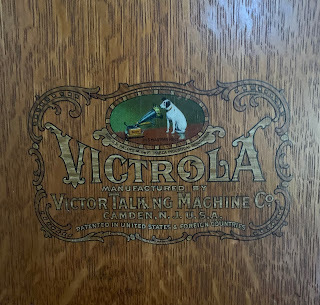 VICTROLA
MANUFACTURED BY
VICTOR TALKING MACHINE CO.
CAMDEN, N.J. U.S.A.
PATENTED IN UNITED STATES & FOREIGN COUNTRIES